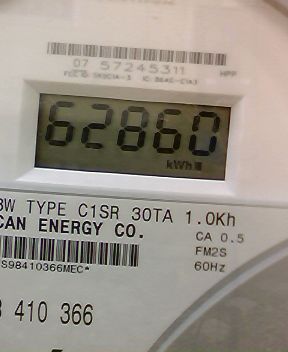 07 57245311 HPP
62860
kWh
3W TYPE C1SR 30TA 1.0Kh
CAN ENERGY CO. CA 0.5
FM2S
S98410366MEC* 60Hz
410 366